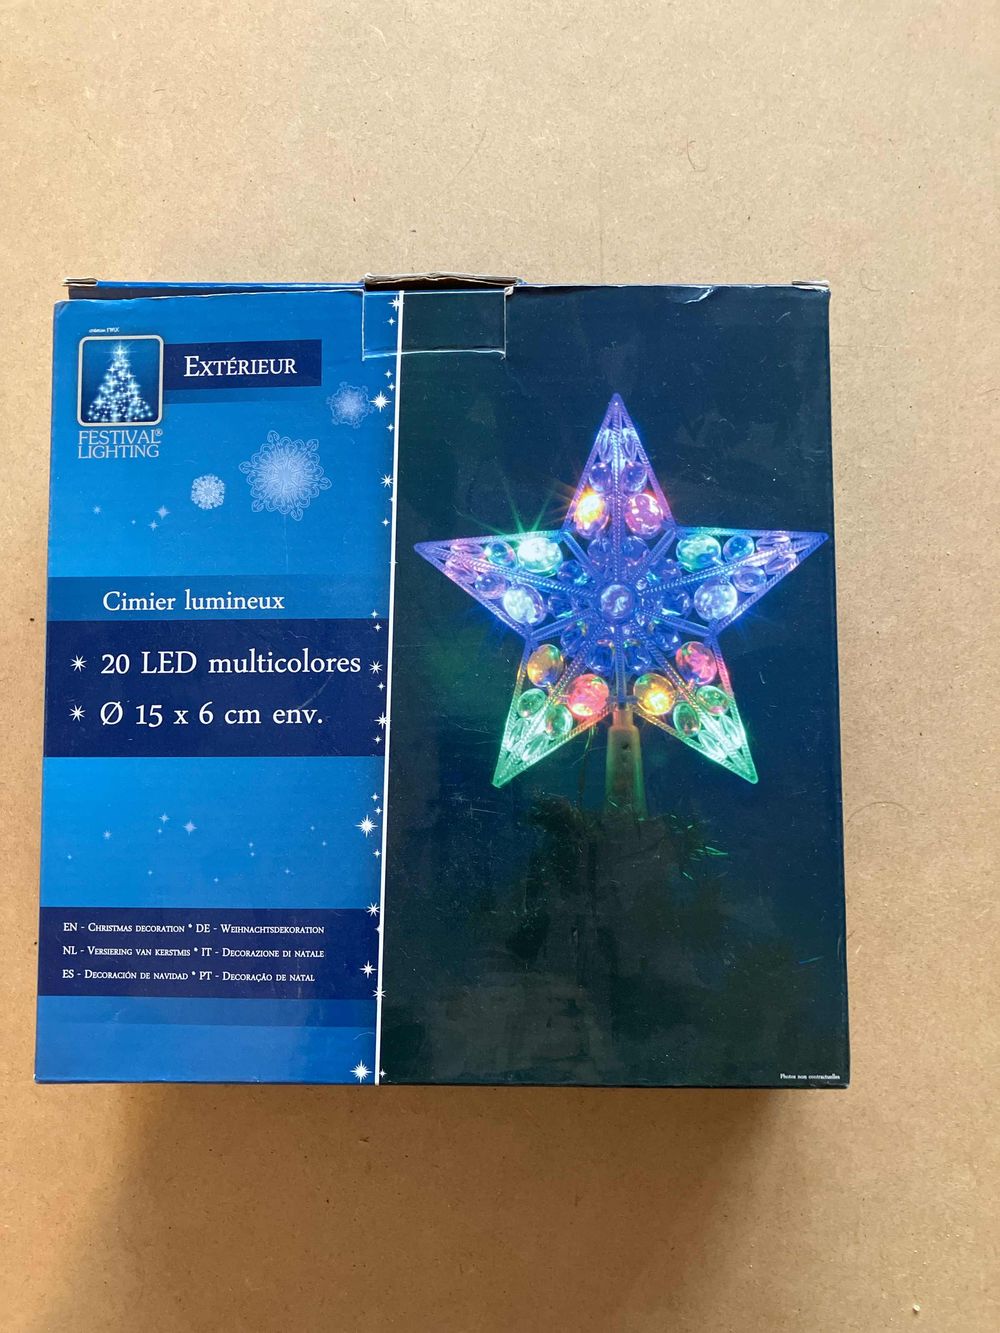 Extérieur
FESTIVAL®
LIGHTING
Cimier lumineux
20 LED multicolores
Ø 15 x 6 cm env.
EN - Christmas decoration * DE - Weihnachtsdekoration
NL - Versiering van kerstmis * IT - Decorazione di natale
ES - Decoración de navidad * PT - Decoração de natal
Photos non contractuelles